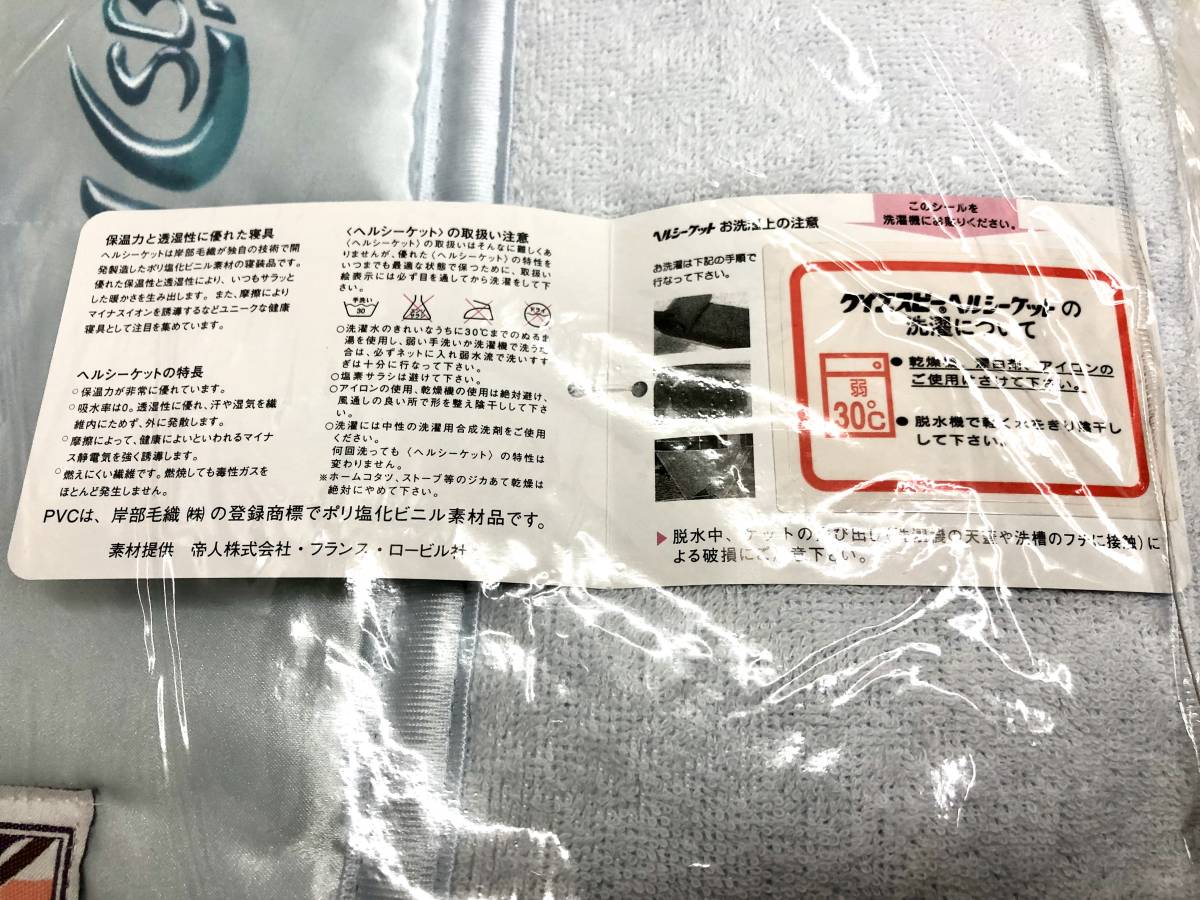 保温力と透湿性に優れた寝具
ヘルシーケットは岸部毛織が独自の技術で開
発製造したポリ塩化ビニル素材の寝装品です。
優れた保温性と透湿性により、いつもサラッと
した暖かさを生み出します。また、摩擦により
マイナスイオンを誘導するなどユニークな健康
寝具として注目を集めています。
ヘルシーケットの特長
○保温力が非常に優れています。
○吸水率は0。透湿性に優れ、汗や湿気を繊
維内にためず、外に発散します。
○摩擦によって、健康によいといわれるマイナ
ス静電気を強く誘導します。
○燃えにくい繊維です。燃焼しても毒性ガスを
ほとんど発生しません。
〈ヘルシーケット〉の取扱い注意
〈ヘルシーケット〉の取扱いはそんなに難しくあ
りませんが、優れた〈ヘルシーケット〉の特性を
いつまでも最適な状態で保つために、取扱い
絵表示には必ず目を通してから洗濯をして下
さい。
手洗い
30
○洗濯水のきれいなうちに30℃までのぬるま
湯を使用し、弱い手洗いか洗濯機で洗う
合は、必ずネットに入れ弱水流で洗いすす
ぎは十分に行なって下さい。
○塩素サラシは避けて下さい。
○アイロンの使用、乾燥機の使用は絶対避け、
風通しの良い所で形を整え陰干しして下さ
い。
○洗濯には中性の洗濯用合成洗剤をご使用
ください。
何回洗っても〈ヘルシーケット〉の特性は
変わりません。
※ホームコタツ、ストーブ等のジカあて乾燥は
絶対にやめて下さい。
PVCは、岸部毛織㈱の登録商標でポリ塩化ビニル素材品です。
素材提供 帝人株式会社・フランス・ロービル社
ヘルシーケット お洗濯上の注意
お洗濯は下記の手順で
行なって下さい。
このシールを
洗濯機にお貼りください。
ヘルシーケットの
洗濯について
弱
30℃
● 乾燥機、漂白剤、アイロンの
ご使用はさけて下さい。
● 脱水機で軽く水をきり陰干し
して下さい。
▶ 脱水中、ケットの び出し の天蓋や洗槽のフチに接触)に
よる破損にご注意下さい。